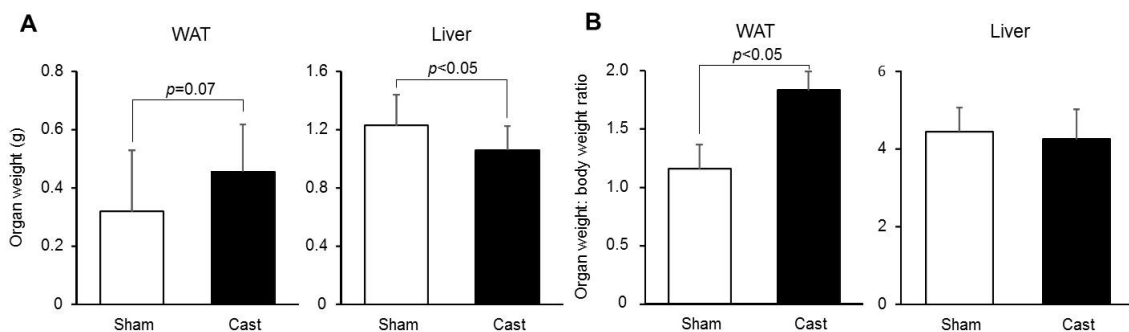 A
WAT
Liver
Organ weight (g)
0.8
0.6
0.4
0.2
0
p=0.07
Sham
Cast
1.6
1.2
0.8
0.4
0
p<0.05
Sham
Cast
B
WAT
Liver
Organ weight: body weight ratio
2.0
1.5
1.0
0.5
0
p<0.05
Sham
Cast
6
4
2
0
Sham
Cast